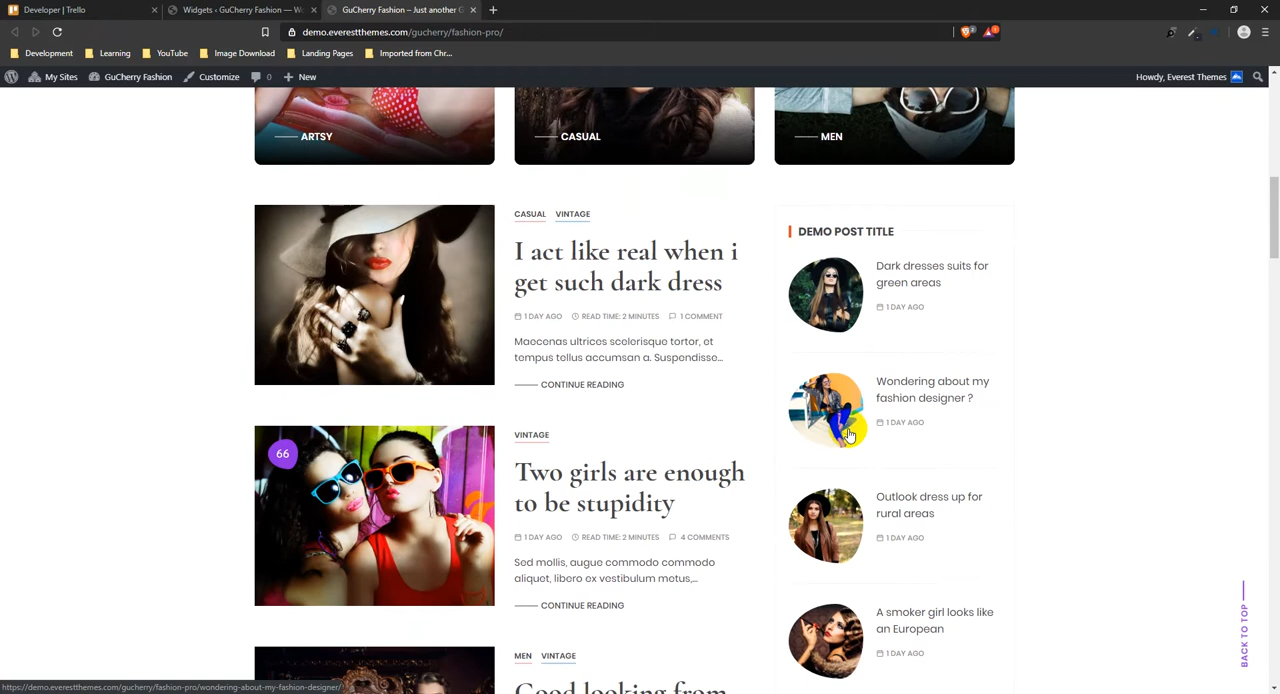 Developer | Trello
Widgets ‹ GuCherry Fashion — Wo
GuCherry Fashion – Just another G
demo.everestthemes.com/gucherry/fashion-pro/
Development
Learning
YouTube
Image Download
Landing Pages
Imported from Chr...
My Sites
GuCherry Fashion
Customize
0
New
Howdy, Everest Themes
ARTSY
CASUAL
MEN
CASUAL VINTAGE
I act like real when i
get such dark dress
1 DAY AGO READ TIME: 2 MINUTES 1 COMMENT
Maecenas ultrices scelerisque tortor, et
tempus tellus accumsan a. Suspendisse...
CONTINUE READING
66
VINTAGE
Two girls are enough
to be stupidity
1 DAY AGO READ TIME: 2 MINUTES 4 COMMENTS
Sed mollis, augue commodo commodo
aliquet, libero ex vestibulum metus,...
CONTINUE READING
MEN VINTAGE
Good looking from
DEMO POST TITLE
Dark dresses suits for
green areas
1 DAY AGO
Wondering about my
fashion designer ?
1 DAY AGO
Outlook dress up for
rural areas
1 DAY AGO
A smoker girl looks like
an European
1 DAY AGO
BACK TO TOP
https://demo.everestthemes.com/gucherry/fashion-pro/wondering-about-my-fashion-designer/